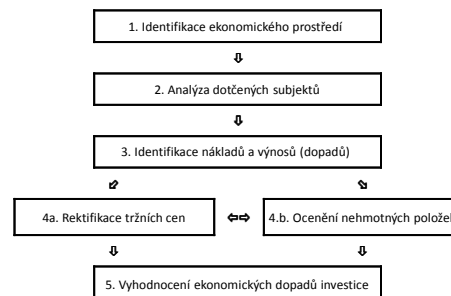 1. Identifikace ekonomického prostředí
2. Analýza dotčených subjektů
3. Identifikace nákladů a výnosů (dopadů)
4a. Rektifikace tržních cen
4.b. Ocenění nehmotných položek
5. Vyhodnocení ekonomických dopadů investice